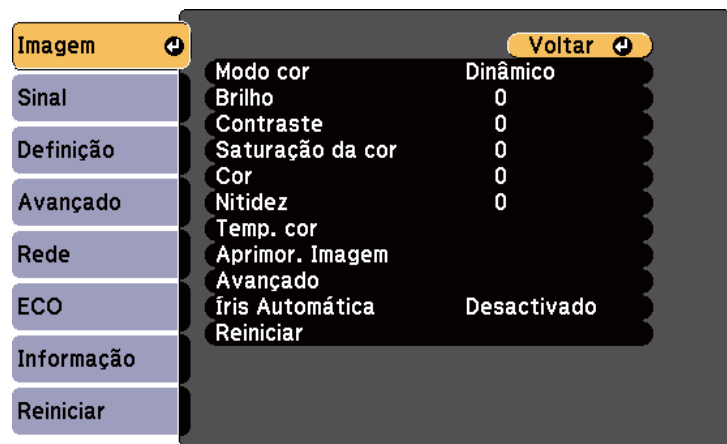 Imagem
Sinal
Definição
Avançado
Rede
ECO
Informação
Reiniciar
Voltar
Modo cor Dinâmico
Brilho 0
Contraste 0
Saturação da cor 0
Cor 0
Nitidez 0
Temp. cor
Aprimor. Imagem
Avançado
Íris Automática Desactivado
Reiniciar